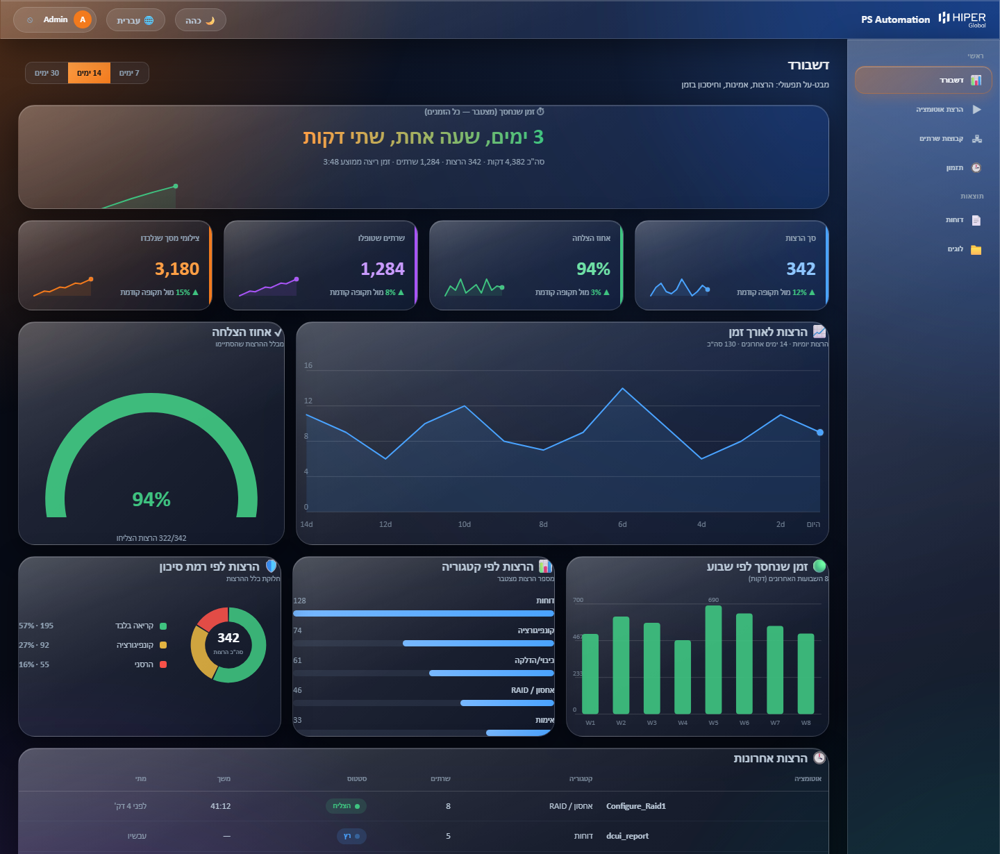 HIPER
Global
PS Automation
🌙 כהה
🌐 עברית
A Admin
ראשי
דשבורד
הרצת אוטומציה
קבוצות שרתים
תזמון
תוצאות
דוחות
לוגים
דשבורד
מבט-על תפעולי: הרצות, אמינות, וחיסכון בזמן
7 ימים
14 ימים
30 ימים
⏱ זמן שנחסך (מצטבר — כל הזמנים)
3 ימים, שעה אחת, שתי דקות
סה"כ 4,382 דקות · 342 הרצות · 1,284 שרתים · זמן ריצה ממוצע 3:48
סך הרצות
342
▲ 12% מול תקופה קודמת
אחוז הצלחה
94%
▲ 3% מול תקופה קודמת
שרתים שטופלו
1,284
▲ 8% מול תקופה קודמת
צילומי מסך שנלכדו
3,180
▲ 15% מול תקופה קודמת
📈 הרצות לאורך זמן
הרצות יומיות · 14 ימים אחרונים · 130 סה"כ
16
12
8
4
0
14d 12d 10d 8d 6d 4d 2d היום
✓ אחוז הצלחה
מכלל ההרצות שהסתיימו
94%
322/342 הרצות הצליחו
זמן שנחסך לפי שבוע
8 השבועות האחרונים (דקות)
700
690
467
233
0
W1 W2 W3 W4 W5 W6 W7 W8
📊 הרצות לפי קטגוריה
מספר הרצות מצטבר
דוחות 128
קונפיגורציה 74
כיבוי/הדלקה 61
אחסון / RAID 46
אימות 33
🛡 הרצות לפי רמת סיכון
חלוקת כלל ההרצות
342
סה"כ הרצות
קריאה בלבד 195 · 57%
קונפיגורציה 92 · 27%
הרסני 55 · 16%
🕒 הרצות אחרונות
אוטומציה קטגוריה שרתים סטטוס משך מתי
Configure_Raid1 אחסון / RAID 8 הצליח 41:12 לפני 4 דק'
dcui_report דוחות 5 רץ — עכשיו